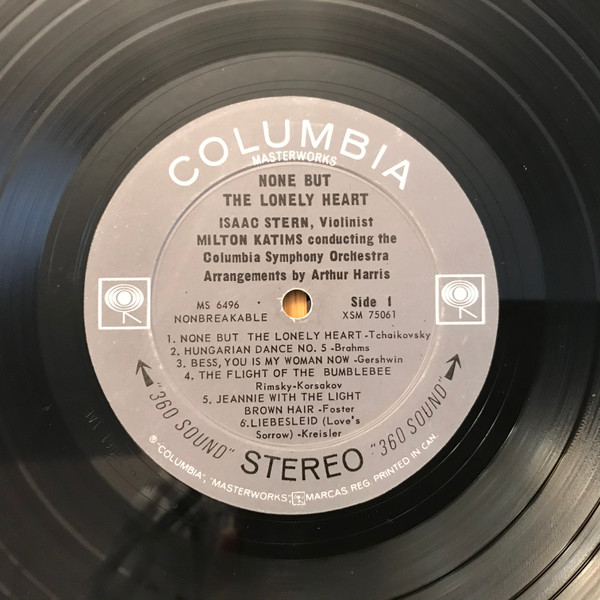 COLUMBIA
MASTERWORKS
NONE BUT
THE LONELY HEART
ISAAC STERN, Violinist
MILTON KATIMS conducting the
Columbia Symphony Orchestra
Arrangements by Arthur Harris
MS 6496 Side 1
NONBREAKABLE XSM 75061
1. NONE BUT THE LONELY HEART -Tchaikovsky
2. HUNGARIAN DANCE NO. 5 -Brahms
3. BESS, YOU IS MY WOMAN NOW -Gershwin
4. THE FLIGHT OF THE BUMBLEBEE
Rimsky-Korsakov
5. JEANNIE WITH THE LIGHT
BROWN HAIR -Foster
6. LIEBESLEID (Love's
Sorrow) -Kreisler
"360 SOUND" STEREO "360 SOUND"
® "COLUMBIA", "MASTERWORKS", MARCAS REG. PRINTED IN CAN.